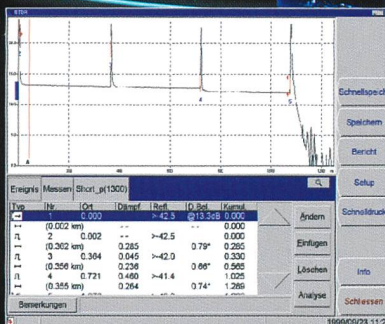 OTDR
Schnellspeich
Speichern
Bericht
Setup
Schnelldruck
Info
Schliessen
A
4
5
Ereignis Messen Short_p(1300)
Typ Nr. Ort Dämpf Refl. D.Bel. Kumul.
1 0.000 -- >-42.5 @13.3dB 0.000
(0.002 km) -- -- 0.000
2 0.002 -- >-42.5 0.000
(0.362 km) 0.285 0.79* 0.285
3 0.364 0.045 >-42.0 0.330
(0.356 km) 0.236 0.66* 0.565
4 0.721 0.460 >-41.4 1.025
(0.355 km) 0.264 0.74* 1.289
Ändern
Einfügen
Löschen
Analyse
Bemerkungen